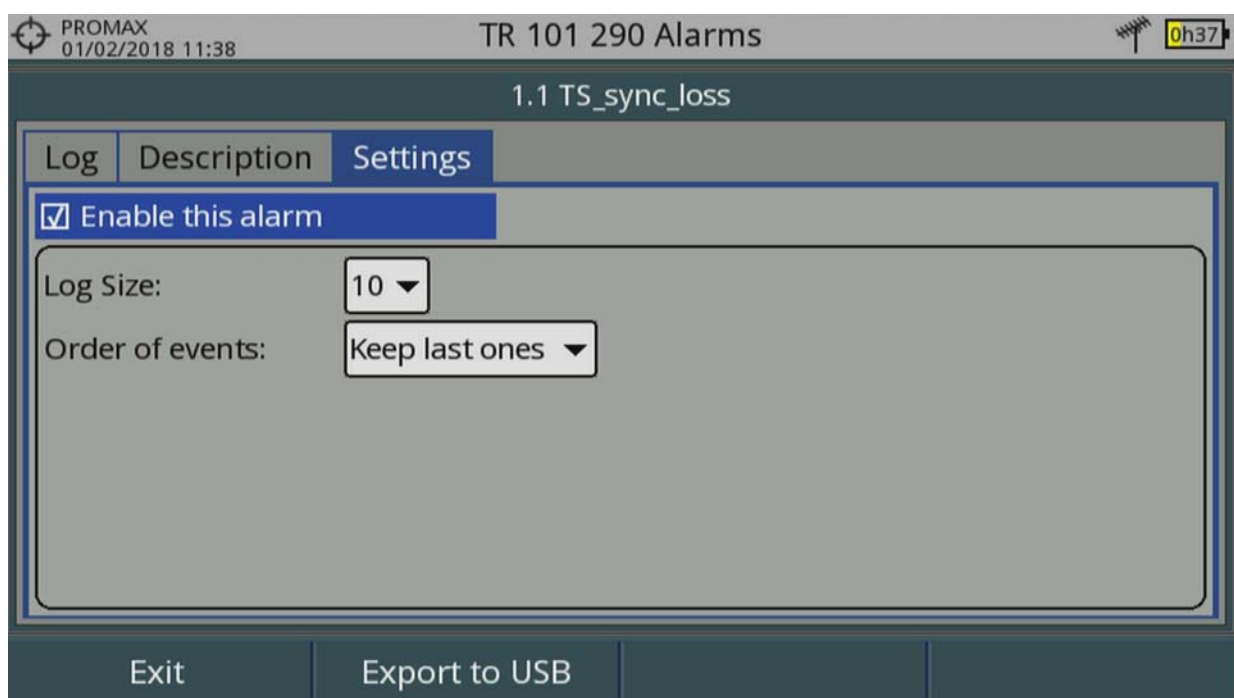 PROMAX
01/02/2018 11:38
TR 101 290 Alarms
0h37
1.1 TS_sync_loss
Log
Description
Settings
Enable this alarm
Log Size:
10
Order of events:
Keep last ones
Exit
Export to USB